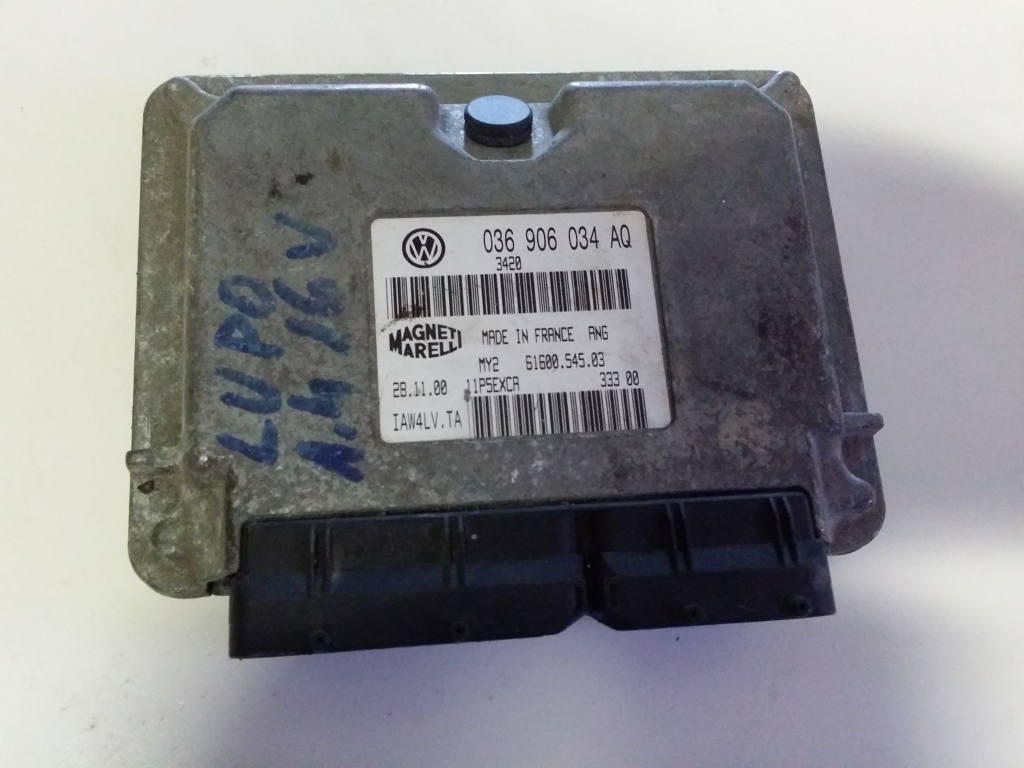 LUPO
1.4 16V
VW
036 906 034 AQ
3420
MAGNETI
MARELLI
MADE IN FRANCE ANG
MY2 61600.545.03
28.11.00 11P5EXCA 333 00
IAW4LV.TA